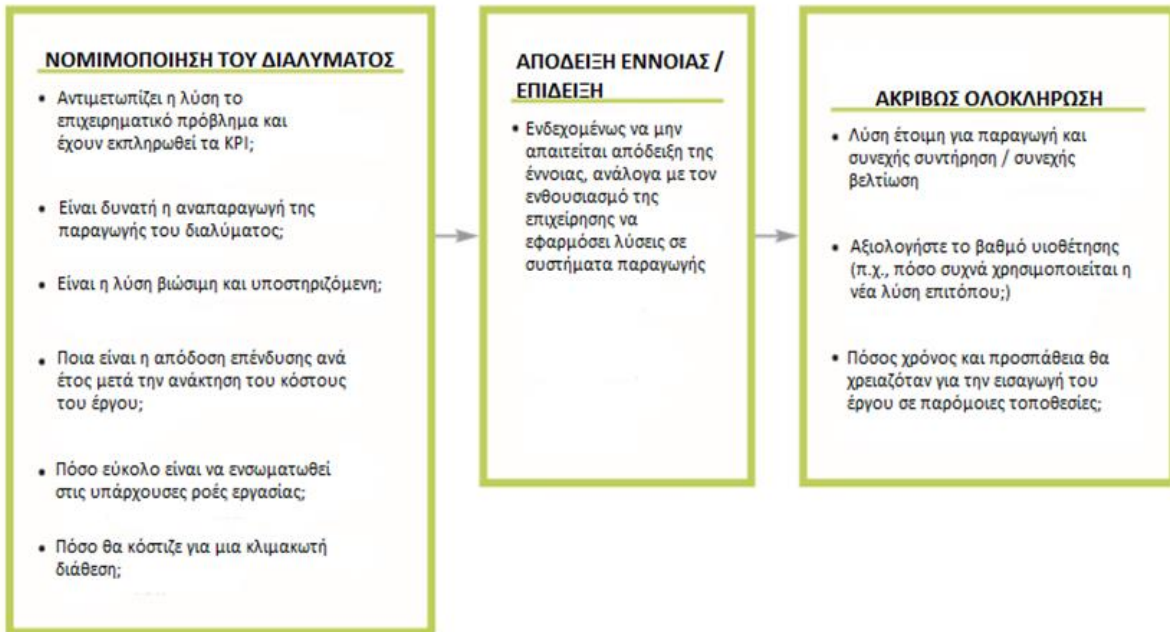 ΝΟΜΙΜΟΠΟΙΗΣΗ ΤΟΥ ΔΙΑΛΥΜΑΤΟΣ
• Αντιμετωπίζει η λύση το
επιχειρηματικό πρόβλημα και
έχουν εκπληρωθεί τα KPI;
• Είναι δυνατή η αναπαραγωγή της
παραγωγής του διαλύματος;
• Είναι η λύση βιώσιμη και υποστηριζόμενη;
• Ποια είναι η απόδοση επένδυσης ανά
έτος μετά την ανάκτηση του κόστους
του έργου;
• Πόσο εύκολο είναι να ενσωματωθεί
στις υπάρχουσες ροές εργασίας;
• Πόσο θα κόστιζε για μια κλιμακωτή
διάθεση;
ΑΠΟΔΕΙΞΗ ΕΝΝΟΙΑΣ /
ΕΠΙΔΕΙΞΗ
• Ενδεχομένως να μην
απαιτείται απόδειξη της
έννοιας, ανάλογα με τον
ενθουσιασμό της
επιχείρησης να
εφαρμόσει λύσεις σε
συστήματα παραγωγής
ΑΚΡΙΒΩΣ ΟΛΟΚΛΗΡΩΣΗ
• Λύση έτοιμη για παραγωγή και
συνεχής συντήρηση / συνεχής
βελτίωση
• Αξιολογήστε το βαθμό υιοθέτησης
(π.χ., πόσο συχνά χρησιμοποιείται η
νέα λύση επιτόπου;)
• Πόσος χρόνος και προσπάθεια θα
χρειαζόταν για την εισαγωγή του
έργου σε παρόμοιες τοποθεσίες;